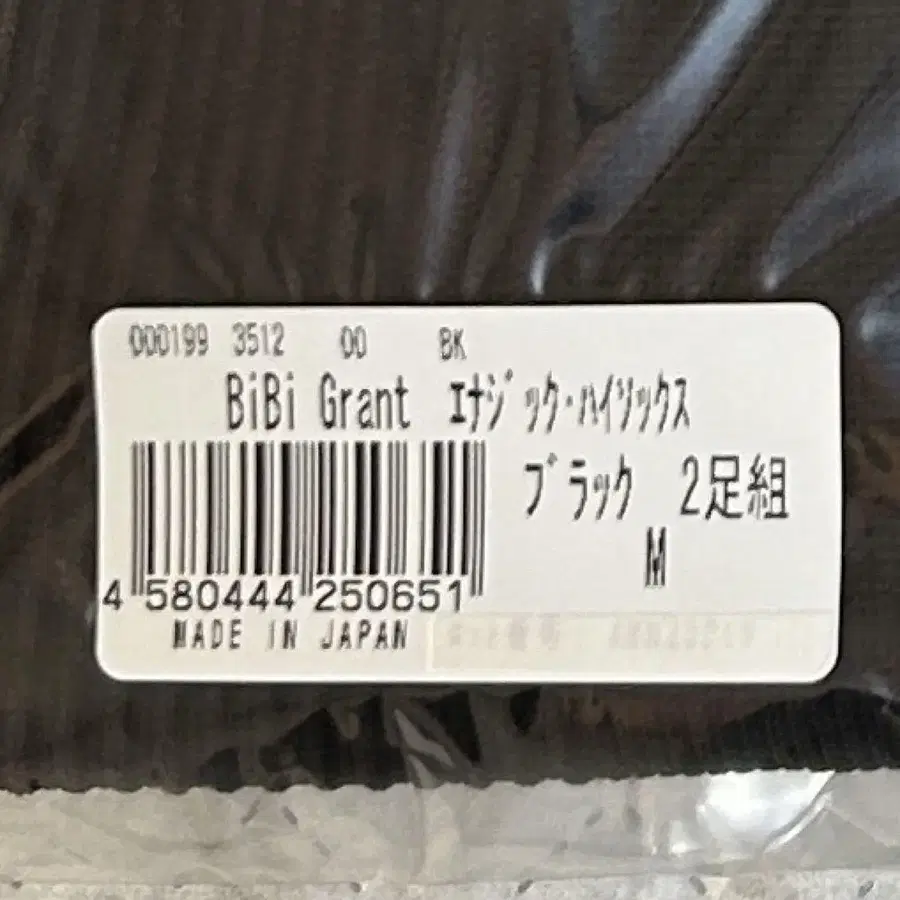 000199 3512 00 BK
BiBi Grant ｴﾅｼﾞｯｸ･ﾊｲｿｯｸｽ
ﾌﾞﾗｯｸ 2足組
M
4 580444 250651
MADE IN JAPAN